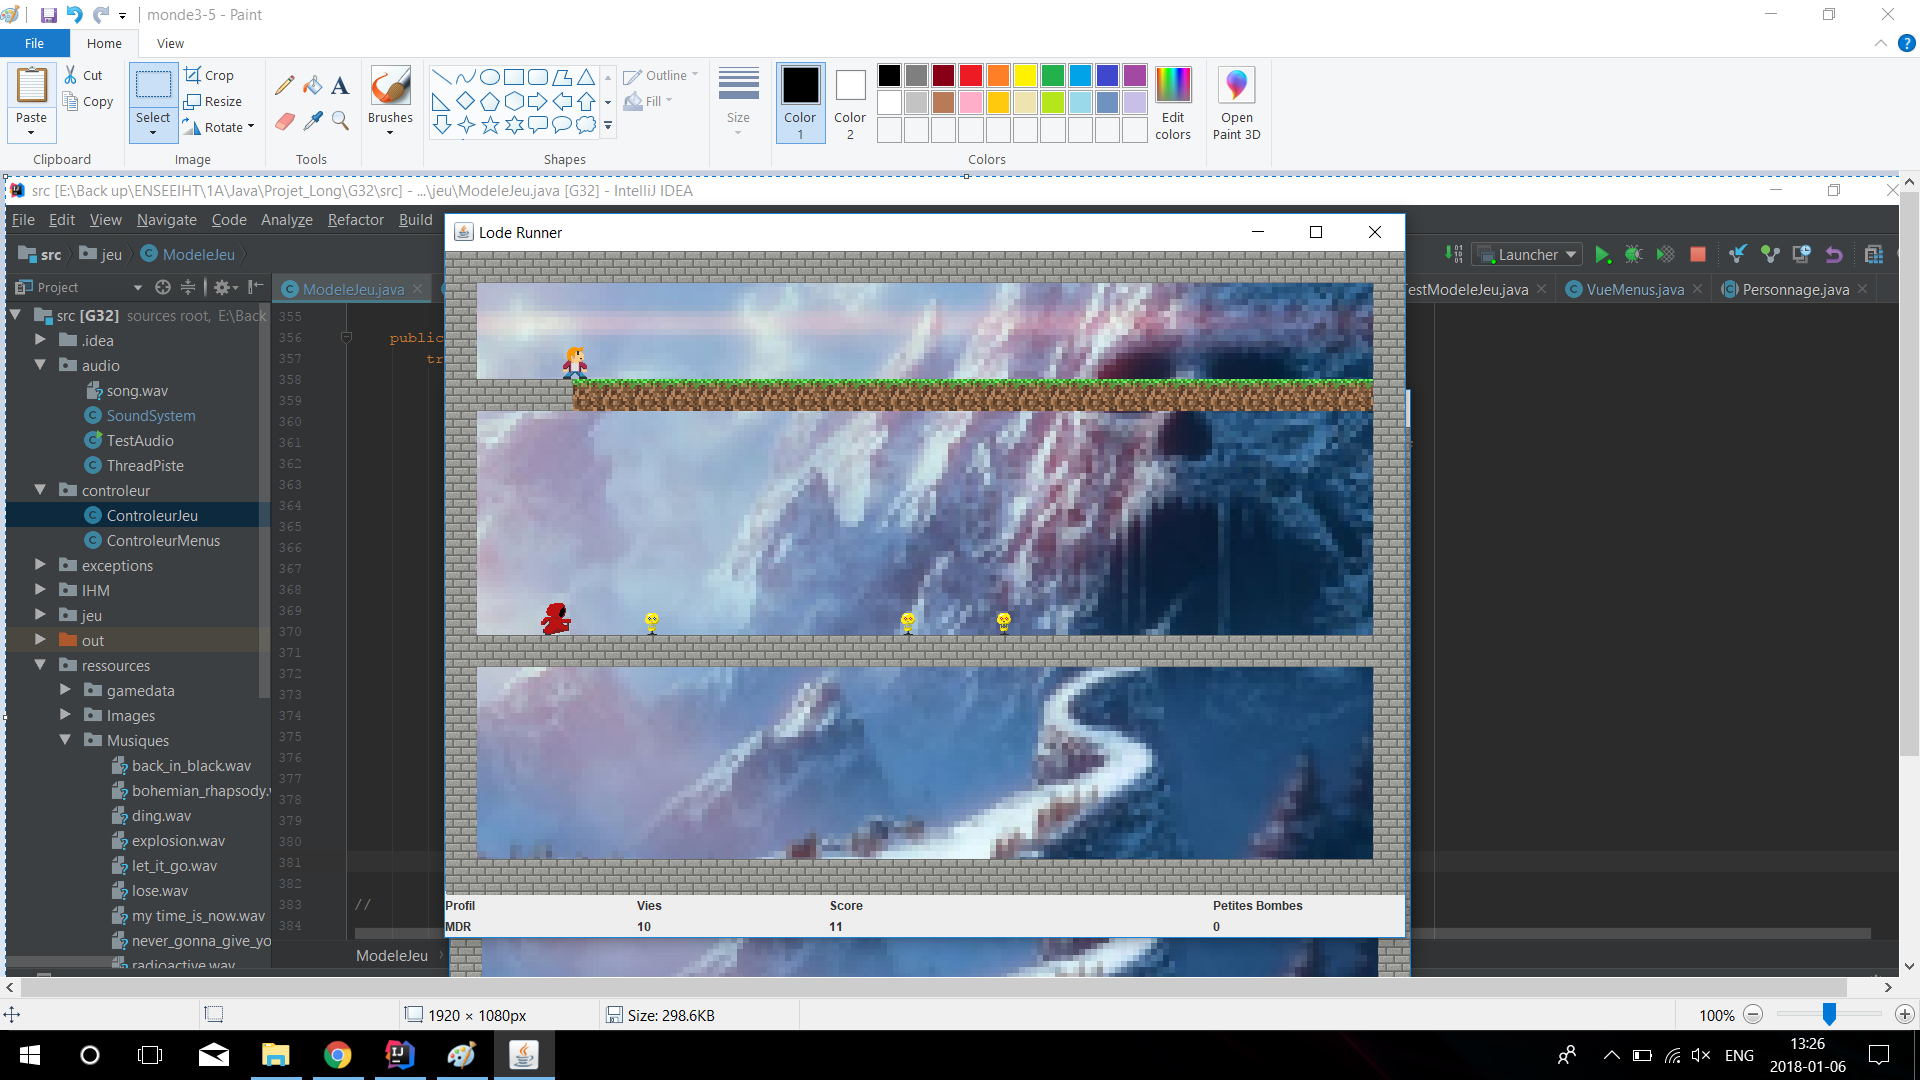 monde3-5 - Paint
File Home View
Paste
Cut
Copy
Clipboard
Select
Crop
Resize
Rotate
Image
A
Tools
Brushes
Outline
Fill
Shapes
Size
Color 1
Color 2
Edit colors
Open Paint 3D
Colors
src [E:\Back up\ENSEEIHT\1A\Java\Projet_Long\G32\src] - ...\jeu\ModeleJeu.java [G32] - IntelliJ IDEA
File Edit View Navigate Code Analyze Refactor Build
Lode Runner
src jeu ModeleJeu
Launcher
Project
ModeleJeu.java
estModeleJeu.java
VueMenus.java
Personnage.java
src [G32] sources root, E:\Back
.idea
audio
song.wav
SoundSystem
TestAudio
ThreadPiste
controleur
ControleurJeu
ControleurMenus
exceptions
IHM
jeu
out
ressources
gamedata
Images
Musiques
back_in_black.wav
bohemian_rhapsody.
ding.wav
explosion.wav
let_it_go.wav
lose.wav
my time_is_now.wav
never_gonna_give_yo
radioactive.wav
355
356 public
357 tr
358
359
360
361
362
363
364
365
366
367
368
369
370
371
372
373
374
375
376
377
378
379
380
381
382
383 //
384
ModeleJeu
Profil Vies Score Petites Bombes
MDR 10 11 0
1920 × 1080px
Size: 298.6KB
100%
ENG
13:26
2018-01-06